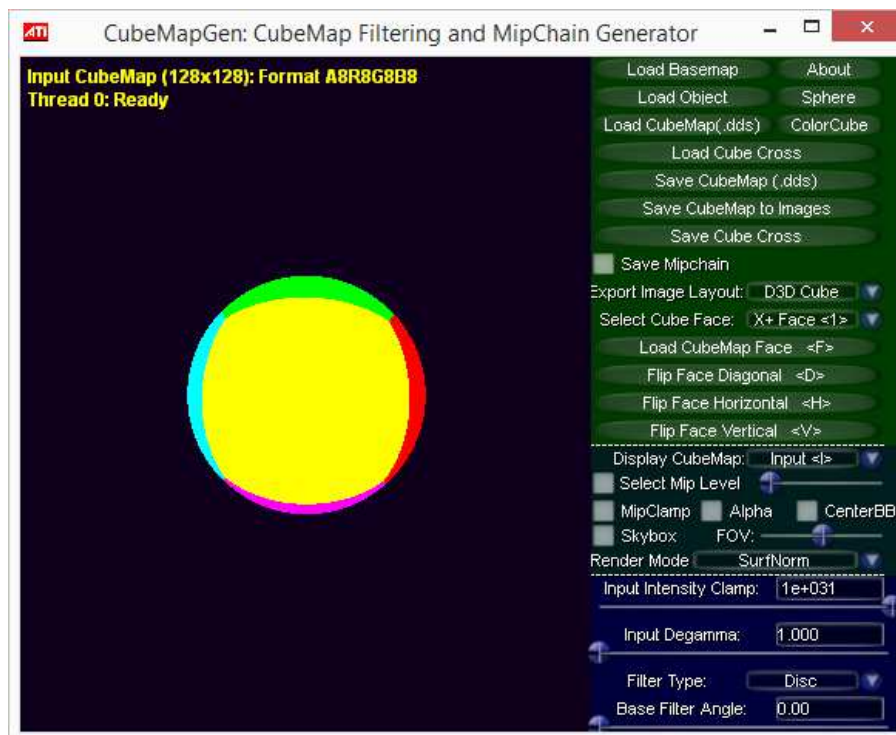 ATI CubeMapGen: CubeMap Filtering and MipChain Generator
Input CubeMap (128x128): Format A8R8G8B8
Thread 0: Ready
Load Basemap About
Load Object Sphere
Load CubeMap(.dds) ColorCube
Load Cube Cross
Save CubeMap (.dds)
Save CubeMap to Images
Save Cube Cross
Save Mipchain
Export Image Layout: D3D Cube
Select Cube Face: X+ Face <1>
Load CubeMap Face <F>
Flip Face Diagonal <D>
Flip Face Horizontal <H>
Flip Face Vertical <V>
Display CubeMap: Input <I>
Select Mip Level
MipClamp Alpha CenterBB
Skybox FOV:
Render Mode SurfNorm
Input Intensity Clamp: 1e+031
Input Degamma: 1.000
Filter Type: Disc
Base Filter Angle: 0.00